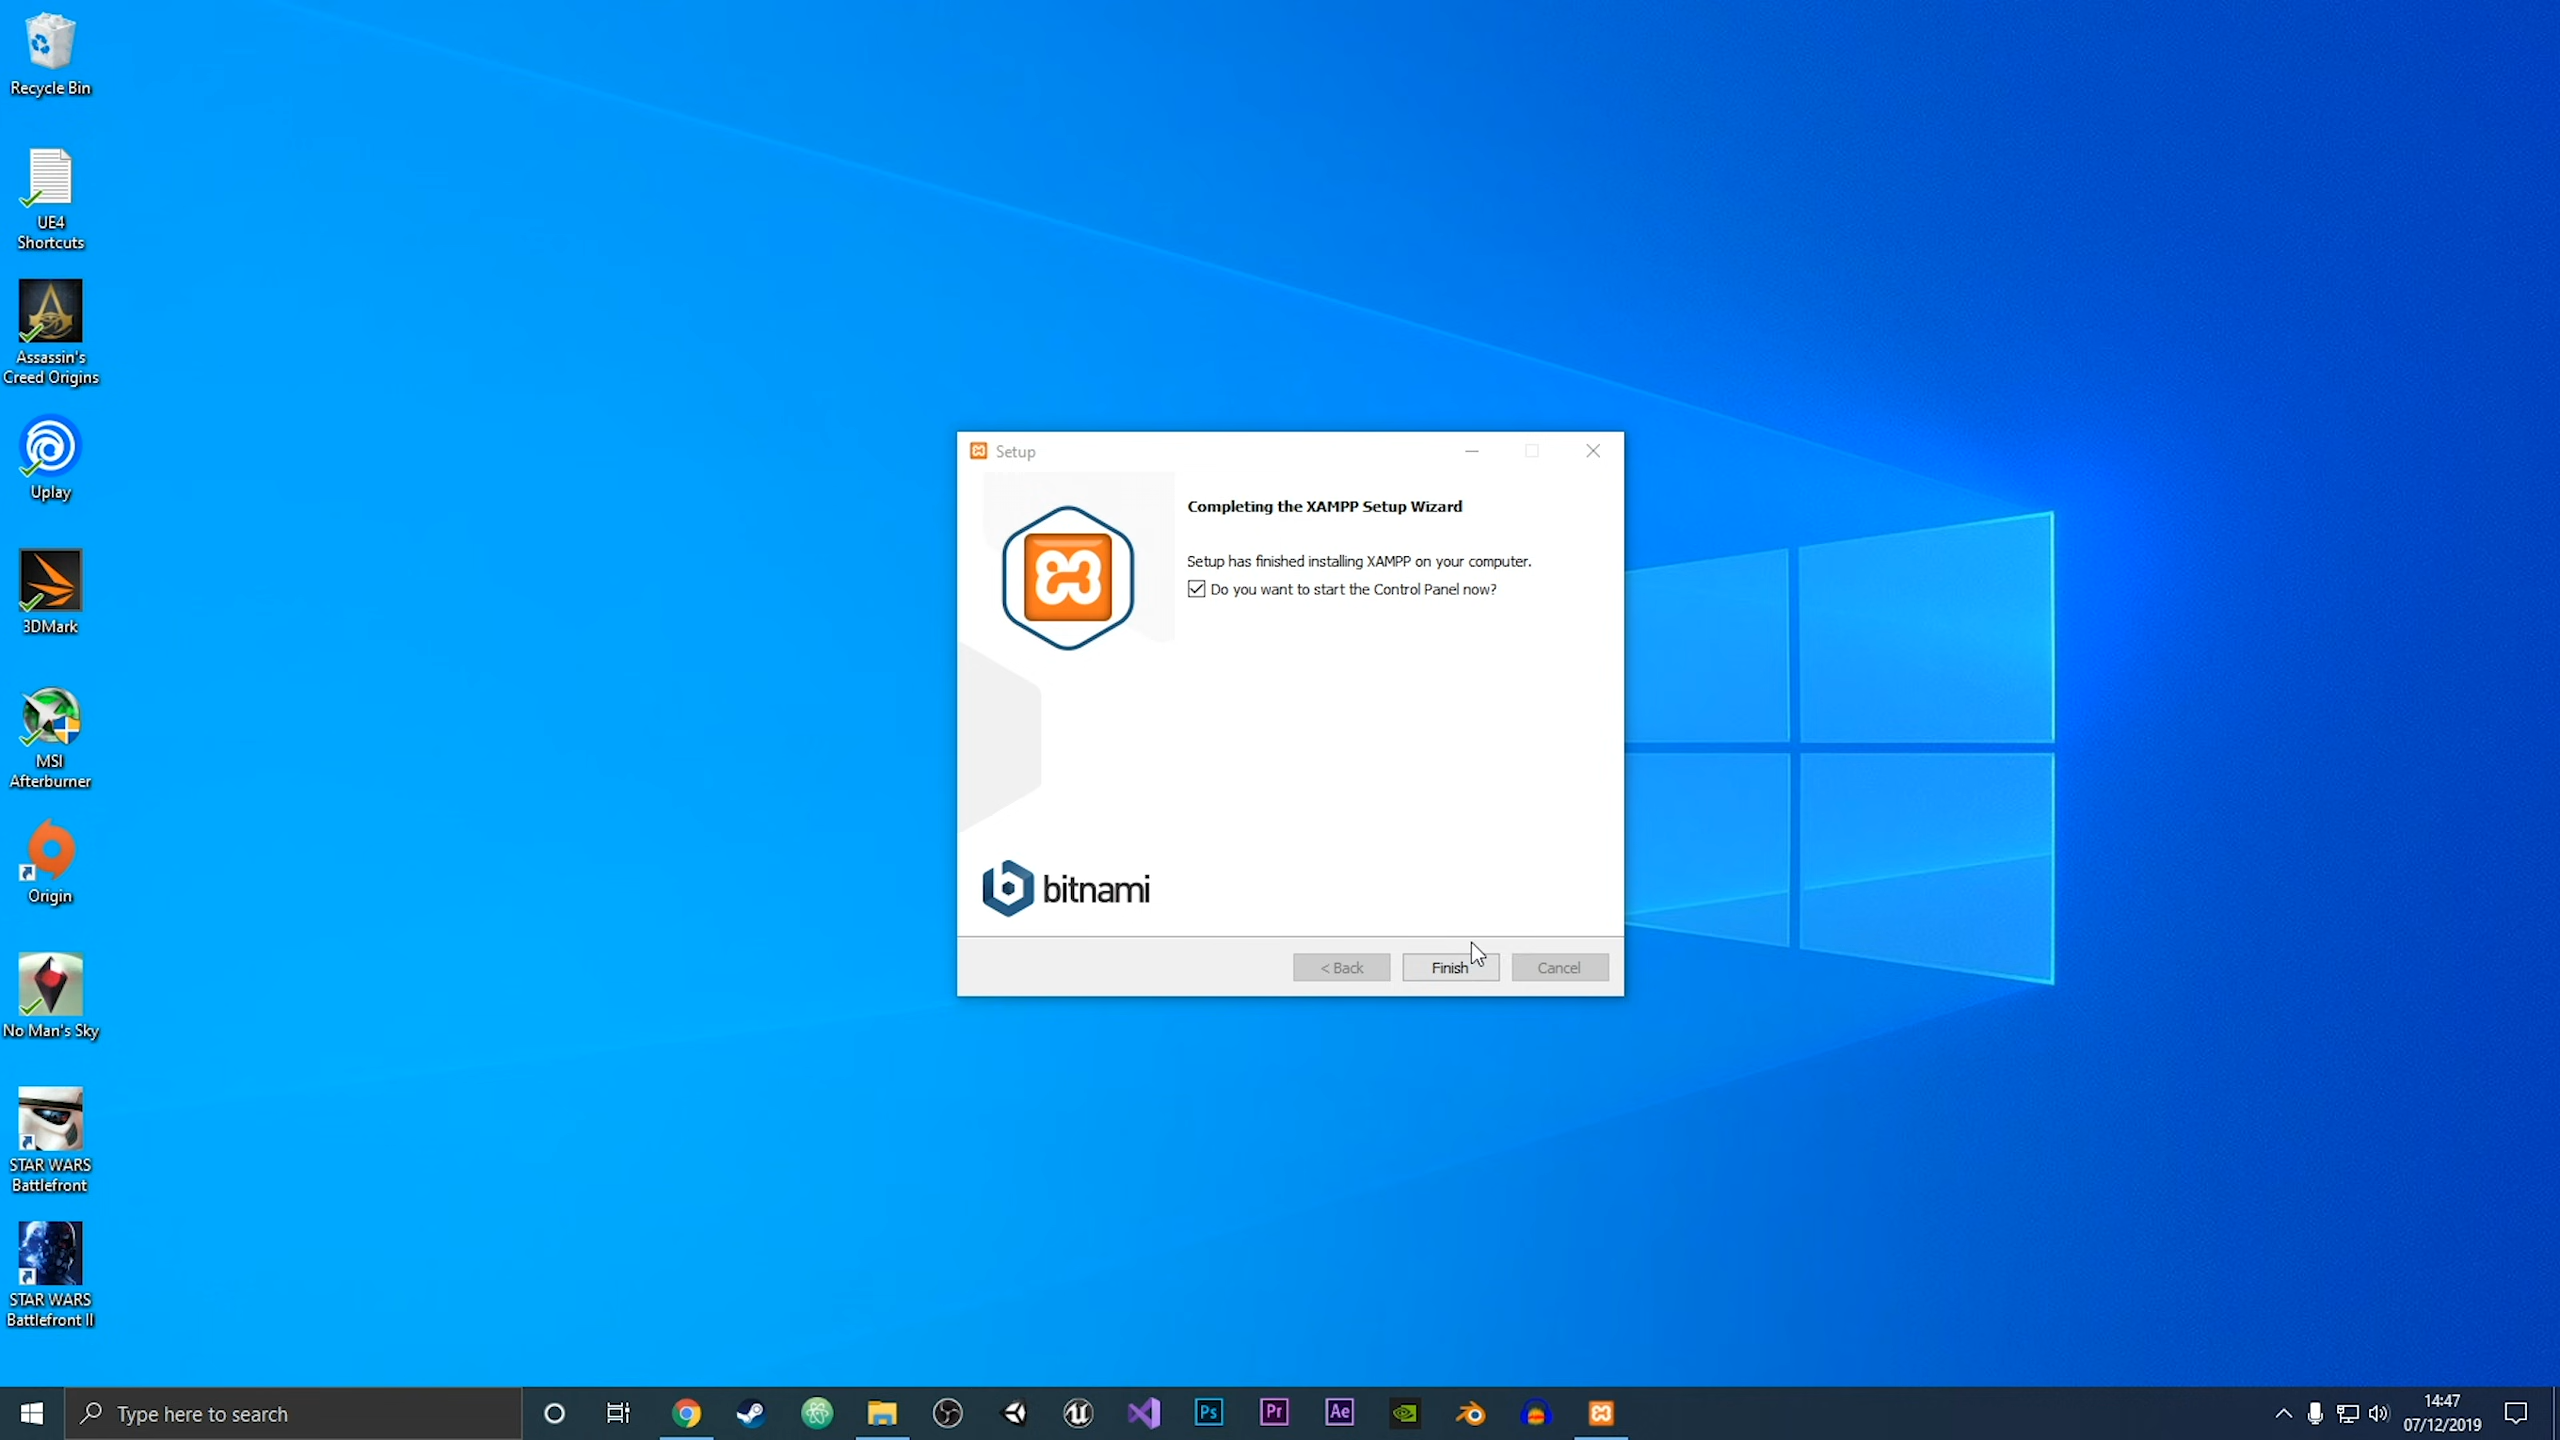 Recycle Bin
UE4
Shortcuts
Assassin's
Creed Origins
Uplay
3DMark
MSI
Afterburner
Origin
No Man's Sky
STAR WARS
Battlefront
STAR WARS
Battlefront II
Setup
Completing the XAMPP Setup Wizard
Setup has finished installing XAMPP on your computer.
Do you want to start the Control Panel now?
bitnami
< Back
Finish
Cancel
Type here to search
Ps
Pr
Ae
14:47
07/12/2019